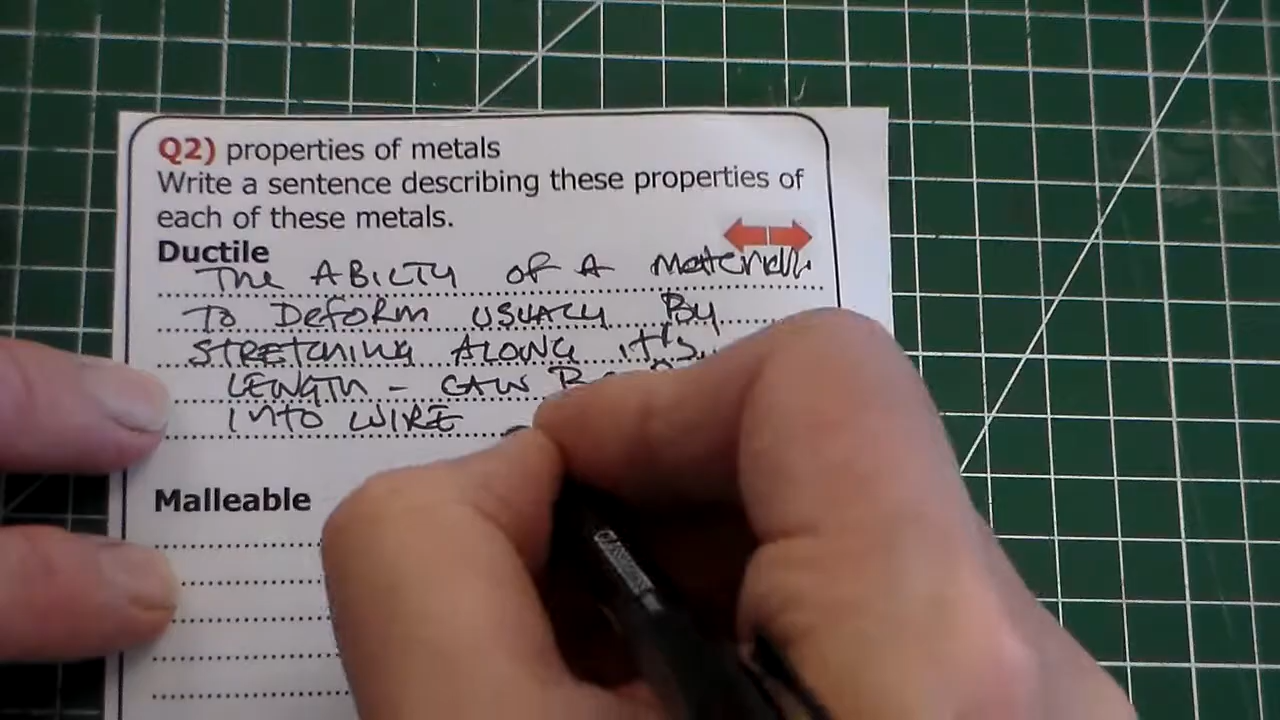 Q2) properties of metals
Write a sentence describing these properties of
each of these metals.
Ductile
The ABILTY of A Material
To DeforM USUALLY By
STRETCHING ALONG it's
LENGTH - CAN
INTO WIRE
Malleable